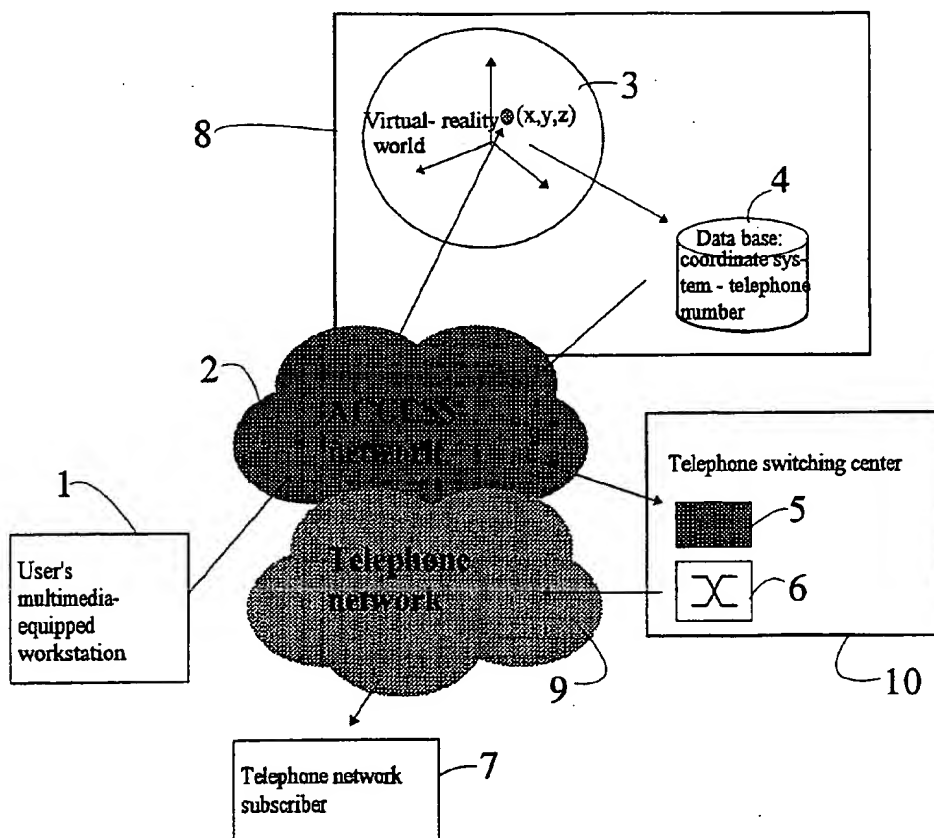 3
Virtual- reality (x,y,z)
world
8
4
Data base:
coordinate sys-
tem - telephone
number
2
ACCESS
network
Telephone switching center
1
5
User's
multimedia-
equipped
workstation
Telephone
network
6
9
10
7
Telephone network
subscriber